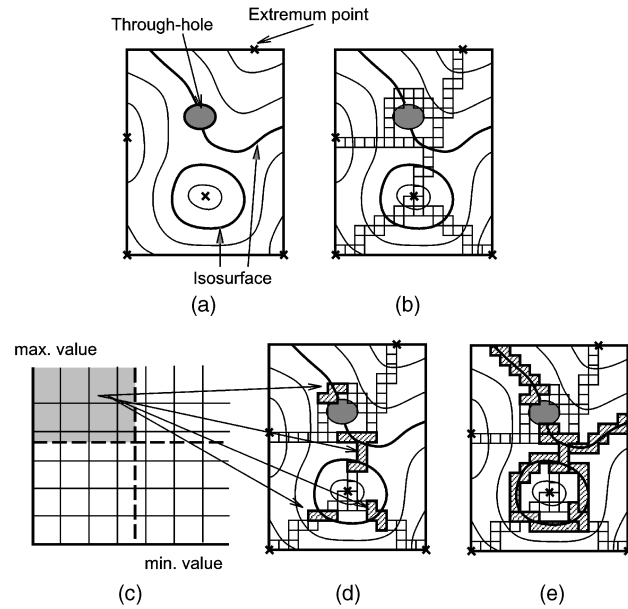 Extremum point
Through-hole
Isosurface
(a)
(b)
max. value
min. value
(c)
(d)
(e)